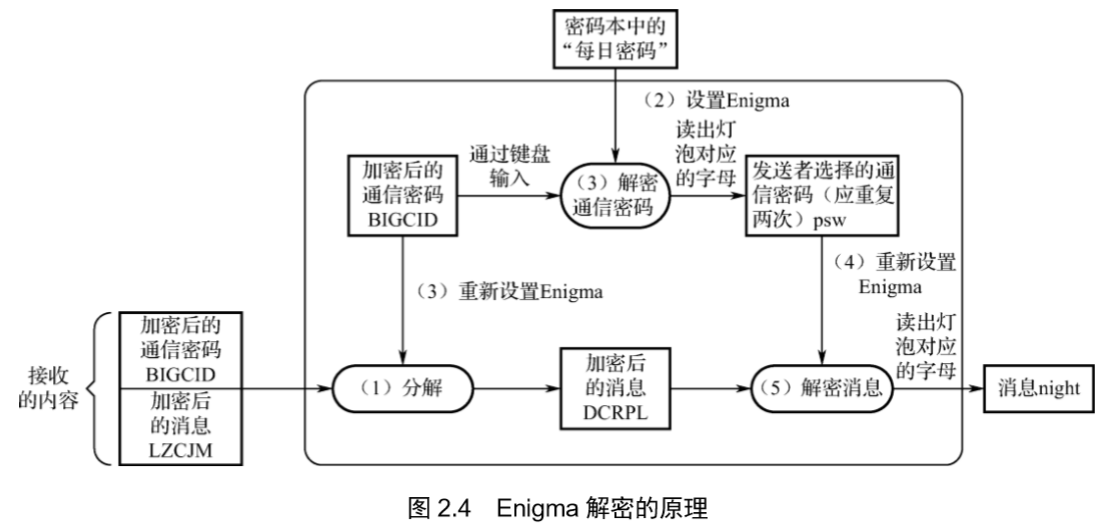 密码本中的
“每日密码”
（2）设置Enigma
加密后的
通信密码
BIGCID
通过键盘
输入
（3）解密
通信密码
读出灯
泡对应
的字母
发送者选择的通
信密码（应重复
两次）psw
（3）重新设置Enigma
（4）重新设置
Enigma
接收
的内容
加密后的
通信密码
BIGCID
加密后
的消息
LZCJM
（1）分解
加密后
的消息
DCRPL
（5）解密消息
读出灯
泡对应
的字母
消息night
图 2.4 Enigma 解密的原理